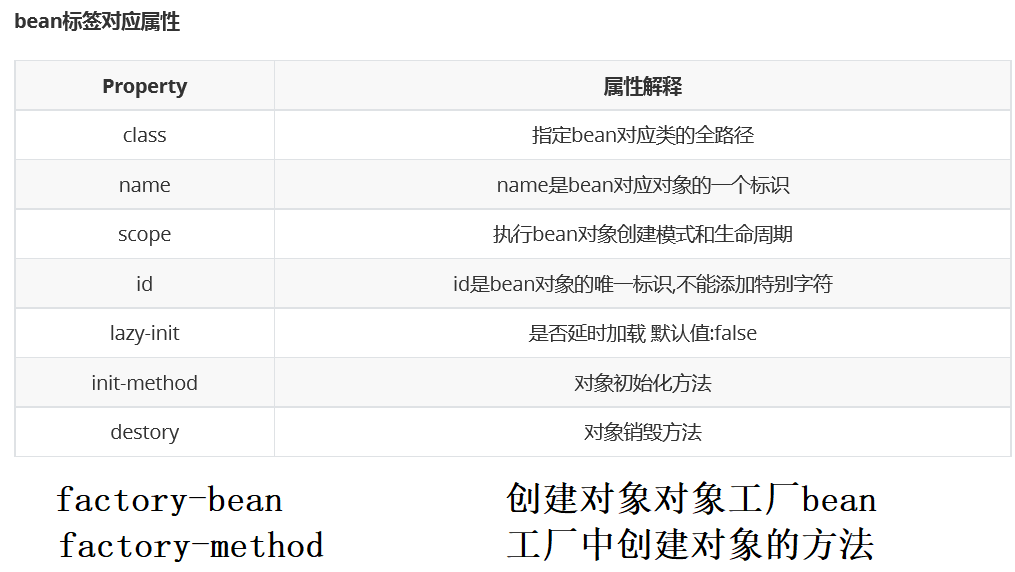 bean标签对应属性
Property 属性解释
class 指定bean对应类的全路径
name name是bean对应对象的一个标识
scope 执行bean对象创建模式和生命周期
id id是bean对象的唯一标识,不能添加特别字符
lazy-init 是否延时加载 默认值:false
init-method 对象初始化方法
destory 对象销毁方法
factory-bean 创建对象对象工厂bean
factory-method 工厂中创建对象的方法